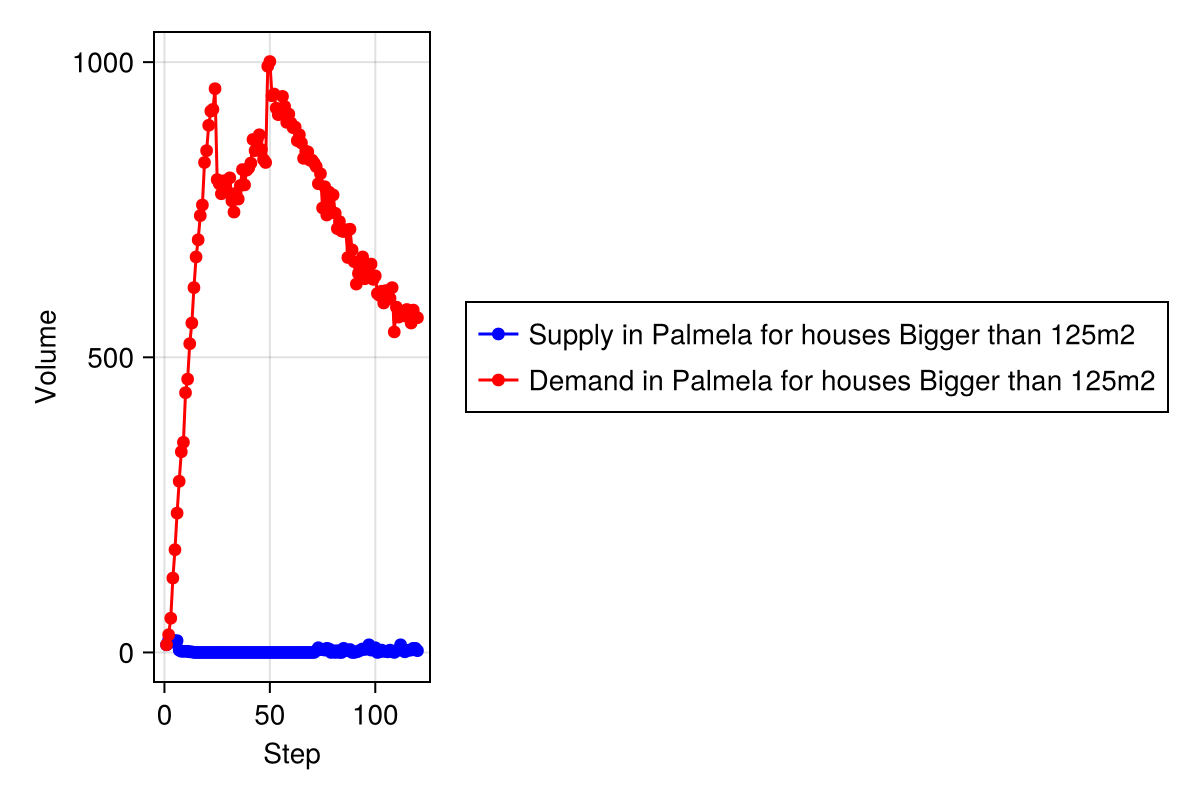 1000
500
0
Volume
0 50 100
Step
Supply in Palmela for houses Bigger than 125m2
Demand in Palmela for houses Bigger than 125m2